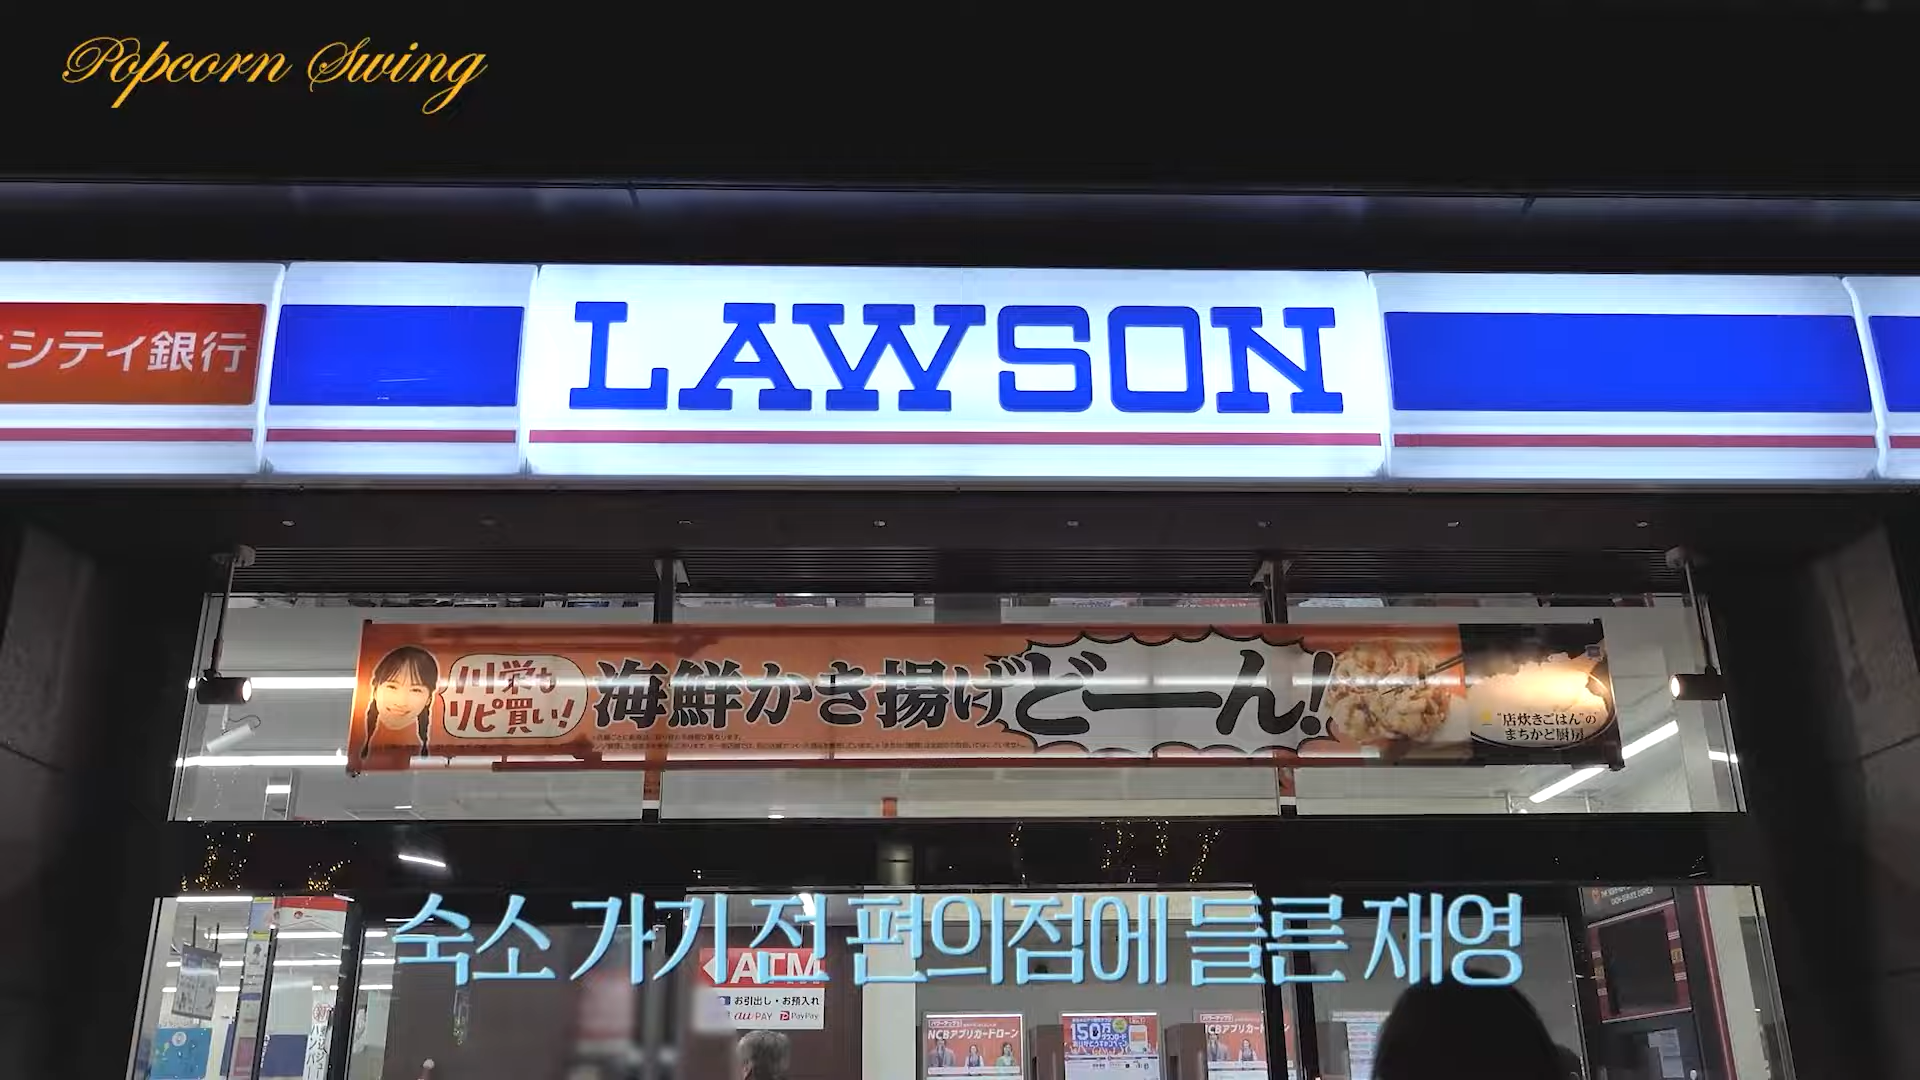 Popcorn Swing
シティ銀行
LAWSON
川栄も
リピ買い!
海鮮かき揚げどーん!
"店炊きごはん"の
まちかど厨房
숙소 가기 전 편의점에 들른 재영
ATM
お引出し・お預入れ
au PAY PayPay
NCBアプリカードローン
150万
NCBアプリカードローン